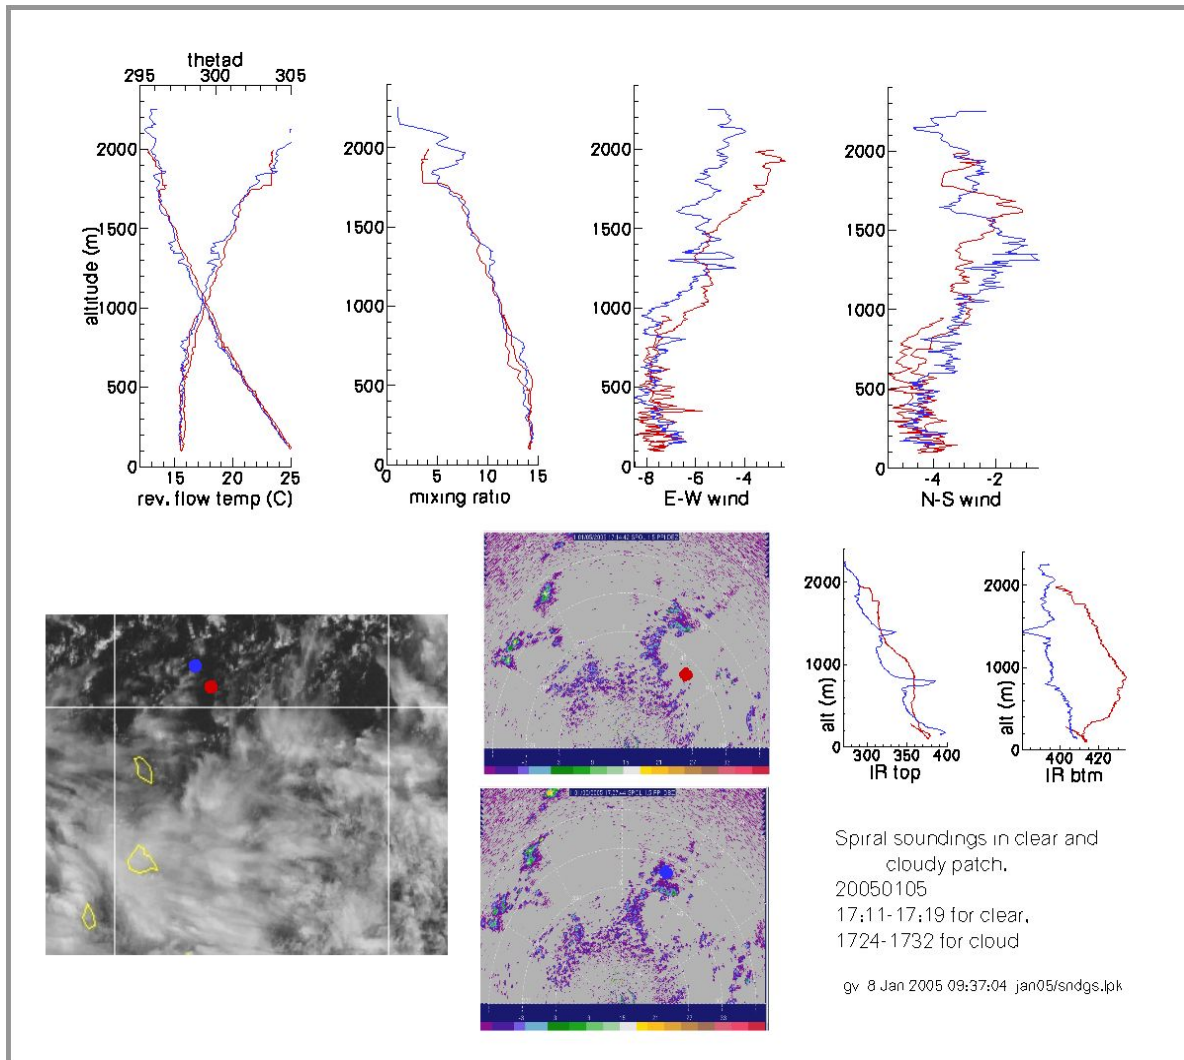 thetad
295 300 305
2000
1500
1000
500
0
altitude (m)
15 20 25
rev. flow temp (C)
2000
1500
1000
500
0
0 5 10 15
mixing ratio
2000
1500
1000
500
0
-8 -6 -4
E-W wind
2000
1500
1000
500
0
-4 -2
N-S wind
2000
1000
0
alt (m)
300 350 400
IR top
2000
1000
0
alt (m)
400 420
IR btm
Spiral soundings in clear and
cloudy patch.
20050105
17:11-17:19 for clear,
1724-1732 for cloud
gv 8 Jan 2005 09:37:04 jan05/sndgs.lpk